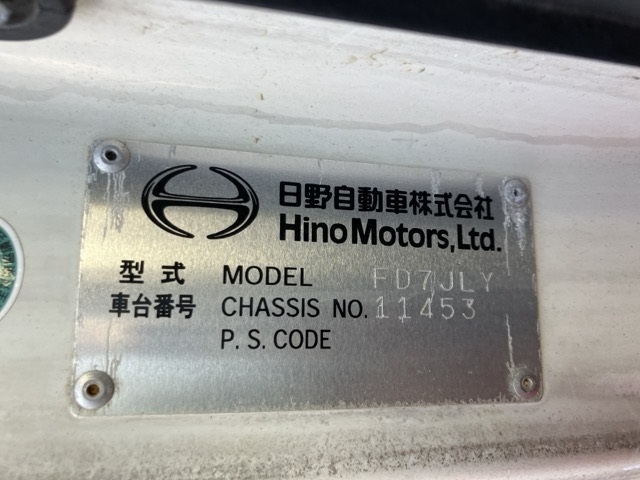 日野自動車株式会社
Hino Motors, Ltd.
型式 MODEL FD7JLY
車台番号 CHASSIS NO. 11453
P. S. CODE